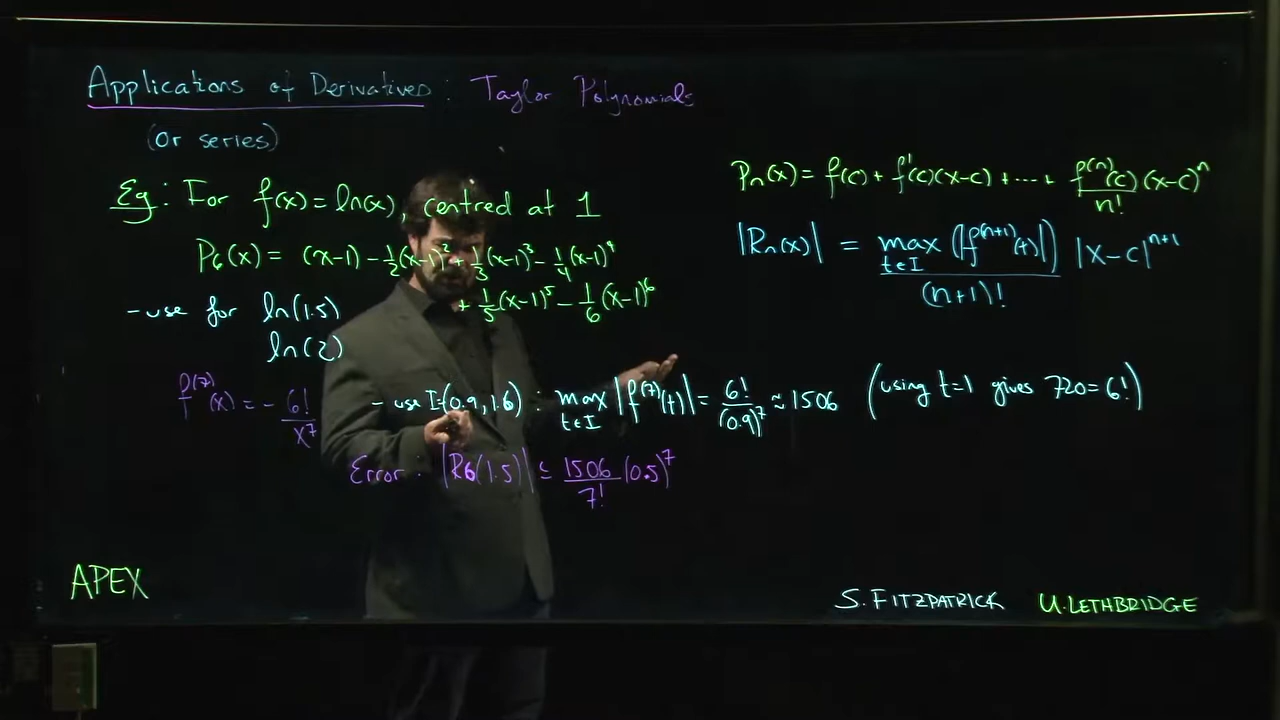 Applications of Derivatives : Taylor Polynomials
(Or series)
Eg : For f(x) = ln(x), centred at 1
P₆(x) = (x-1) - 1/2 (x-1)² + 1/3 (x-1)³ - 1/4 (x-1)⁴
+ 1/5 (x-1)⁵ - 1/6 (x-1)⁶
- use for ln(1.5)
ln(2)
Pn(x) = f(c) + f'(c)(x-c) + ···· + f⁽ⁿ⁾(c)/n! (x-c)ⁿ
|Rn(x)| = max t∈I (|f⁽ⁿ⁺¹⁾(t)|)/(n+1)! |x-c|ⁿ⁺¹
f⁽⁷⁾(x) = - 6!/x⁷
- use I=(0.9, 1.6) : max t∈I |f⁽⁷⁾(t)| = 6!/(0.9)⁷ ≈ 1506 (using t=1 gives 720 = 6!)
Error : |R6(1.5)| ≤ 1506/7! (0.5)⁷
APEX
S. FITZPATRICK U. LETHBRIDGE